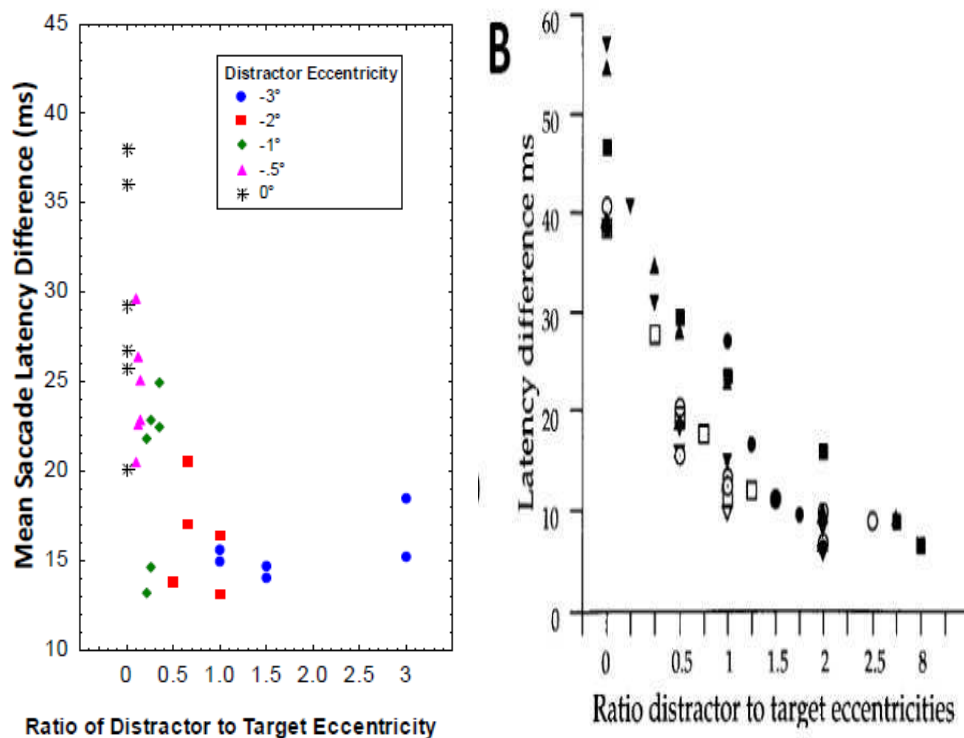 45
40
35
30
25
20
15
10
Mean Saccade Latency Difference (ms)
Distractor Eccentricity
-3°
-2°
-1°
-.5°
0°
0 0.5 1.0 1.5 2.0 2.5 3
Ratio of Distractor to Target Eccentricity
B
60
50
40
30
20
10
0
Latency difference ms
0 0.5 1 1.5 2 2.5 8
Ratio distractor to target eccentricities